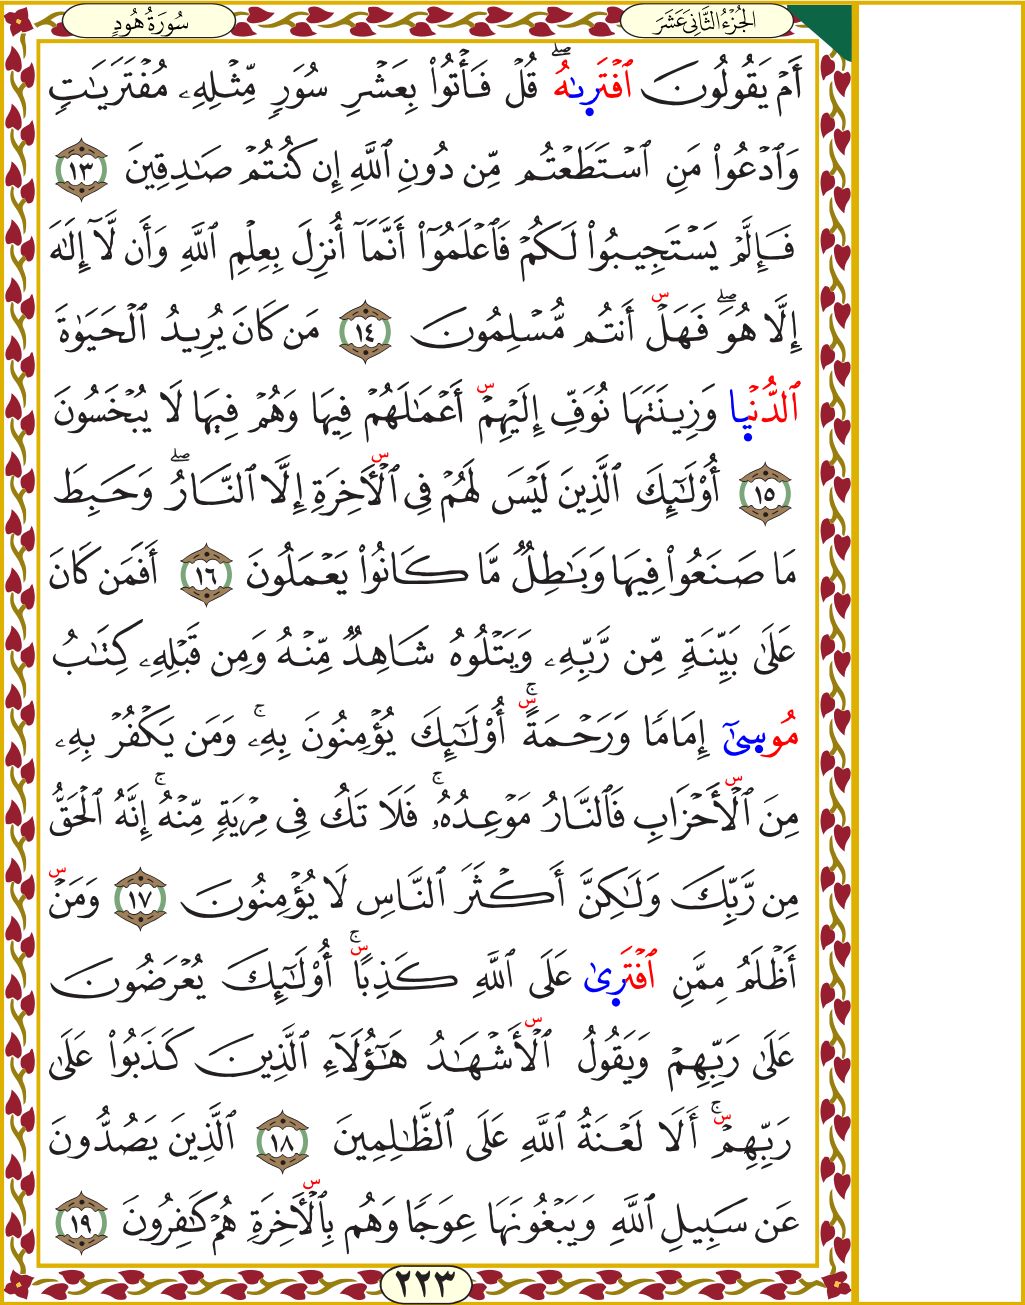 الجُزْءُ الثَّانِي عَشَرَ
سُورَةُ هُودٍ
أَمۡ يَقُولُونَ ٱفۡتَرَىٰهُۖ قُلۡ فَأۡتُواْ بِعَشۡرِ سُوَرٖ مِّثۡلِهِۦ مُفۡتَرَيَٰتٖ
وَٱدۡعُواْ مَنِ ٱسۡتَطَعۡتُم مِّن دُونِ ٱللَّهِ إِن كُنتُمۡ صَٰدِقِينَ ١٣
فَإِلَّمۡ يَسۡتَجِيبُواْ لَكُمۡ فَٱعۡلَمُوٓاْ أَنَّمَآ أُنزِلَ بِعِلۡمِ ٱللَّهِ وَأَن لَّآ إِلَٰهَ
إِلَّا هُوَۖ فَهَلۡ س أَنتُم مُّسۡلِمُونَ ١٤ مَن كَانَ يُرِيدُ ٱلۡحَيَوٰةَ
ٱلدُّنۡيَا وَزِينَتَهَا نُوَفِّ إِلَيۡهِمۡ س أَعۡمَٰلَهُمۡ فِيهَا وَهُمۡ فِيهَا لَا يُبۡخَسُونَ
١٥ أُوْلَٰٓئِكَ ٱلَّذِينَ لَيۡسَ لَهُمۡ فِي ٱلۡأٓخِرَةِ س إِلَّا ٱلنَّارُۖ وَحَبِطَ
مَا صَنَعُواْ فِيهَا وَبَٰطِلٞ مَّا كَانُواْ يَعۡمَلُونَ ١٦ أَفَمَن كَانَ
عَلَىٰ بَيِّنَةٖ مِّن رَّبِّهِۦ وَيَتۡلُوهُ شَاهِدٞ مِّنۡهُ وَمِن قَبۡلِهِۦ كِتَٰبُ
مُوسَىٰٓ إِمَامٗا وَرَحۡمَةًۚ س أُوْلَٰٓئِكَ يُؤۡمِنُونَ بِهِۦۚ وَمَن يَكۡفُرۡ بِهِۦ
مِنَ ٱلۡأَحۡزَابِ س فَٱلنَّارُ مَوۡعِدُهُۥۚ فَلَا تَكُ فِي مِرۡيَةٖ مِّنۡهُۚ إِنَّهُ ٱلۡحَقُّ
مِن رَّبِّكَ وَلَٰكِنَّ أَكۡثَرَ ٱلنَّاسِ لَا يُؤۡمِنُونَ ١٧ وَمَنۡ س
أَظۡلَمُ مِمَّنِ ٱفۡتَرَىٰ عَلَى ٱللَّهِ كَذِبًاۚ س أُوْلَٰٓئِكَ يُعۡرَضُونَ
عَلَىٰ رَبِّهِمۡ وَيَقُولُ ٱلۡأَشۡهَٰدُ س هَٰٓؤُلَآءِ ٱلَّذِينَ كَذَبُواْ عَلَىٰ
رَبِّهِمۡۚ س أَلَا لَعۡنَةُ ٱللَّهِ عَلَى ٱلظَّٰلِمِينَ ١٨ ٱلَّذِينَ يَصُدُّونَ
عَن سَبِيلِ ٱللَّهِ وَيَبۡغُونَهَا عِوَجٗا وَهُم بِٱلۡأٓخِرَةِ س هُمۡ كَٰفِرُونَ ١٩
٢٢٣